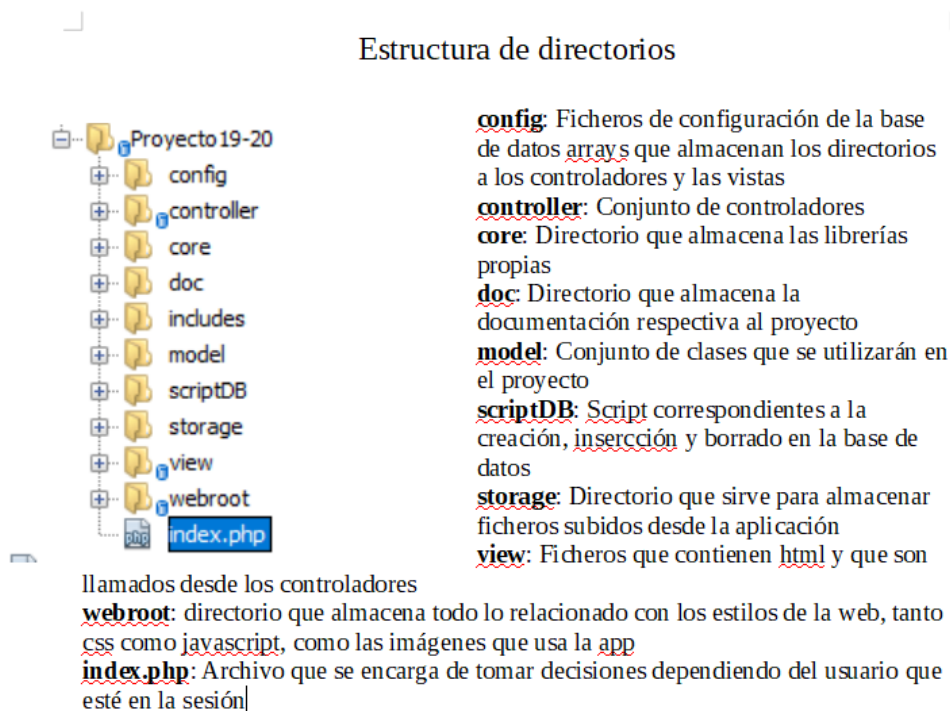 Estructura de directorios
Proyecto19-20
config
controller
core
doc
includes
model
scriptDB
storage
view
webroot
php
index.php
config: Ficheros de configuración de la base
de datos arrays que almacenan los directorios
a los controladores y las vistas
controller: Conjunto de controladores
core: Directorio que almacena las librerías
propias
doc: Directorio que almacena la
documentación respectiva al proyecto
model: Conjunto de clases que se utilizarán en
el proyecto
scriptDB: Script correspondientes a la
creación, insercción y borrado en la base de
datos
storage: Directorio que sirve para almacenar
ficheros subidos desde la aplicación
view: Ficheros que contienen html y que son
llamados desde los controladores
webroot: directorio que almacena todo lo relacionado con los estilos de la web, tanto
css como javascript, como las imágenes que usa la app
index.php: Archivo que se encarga de tomar decisiones dependiendo del usuario que
esté en la sesión